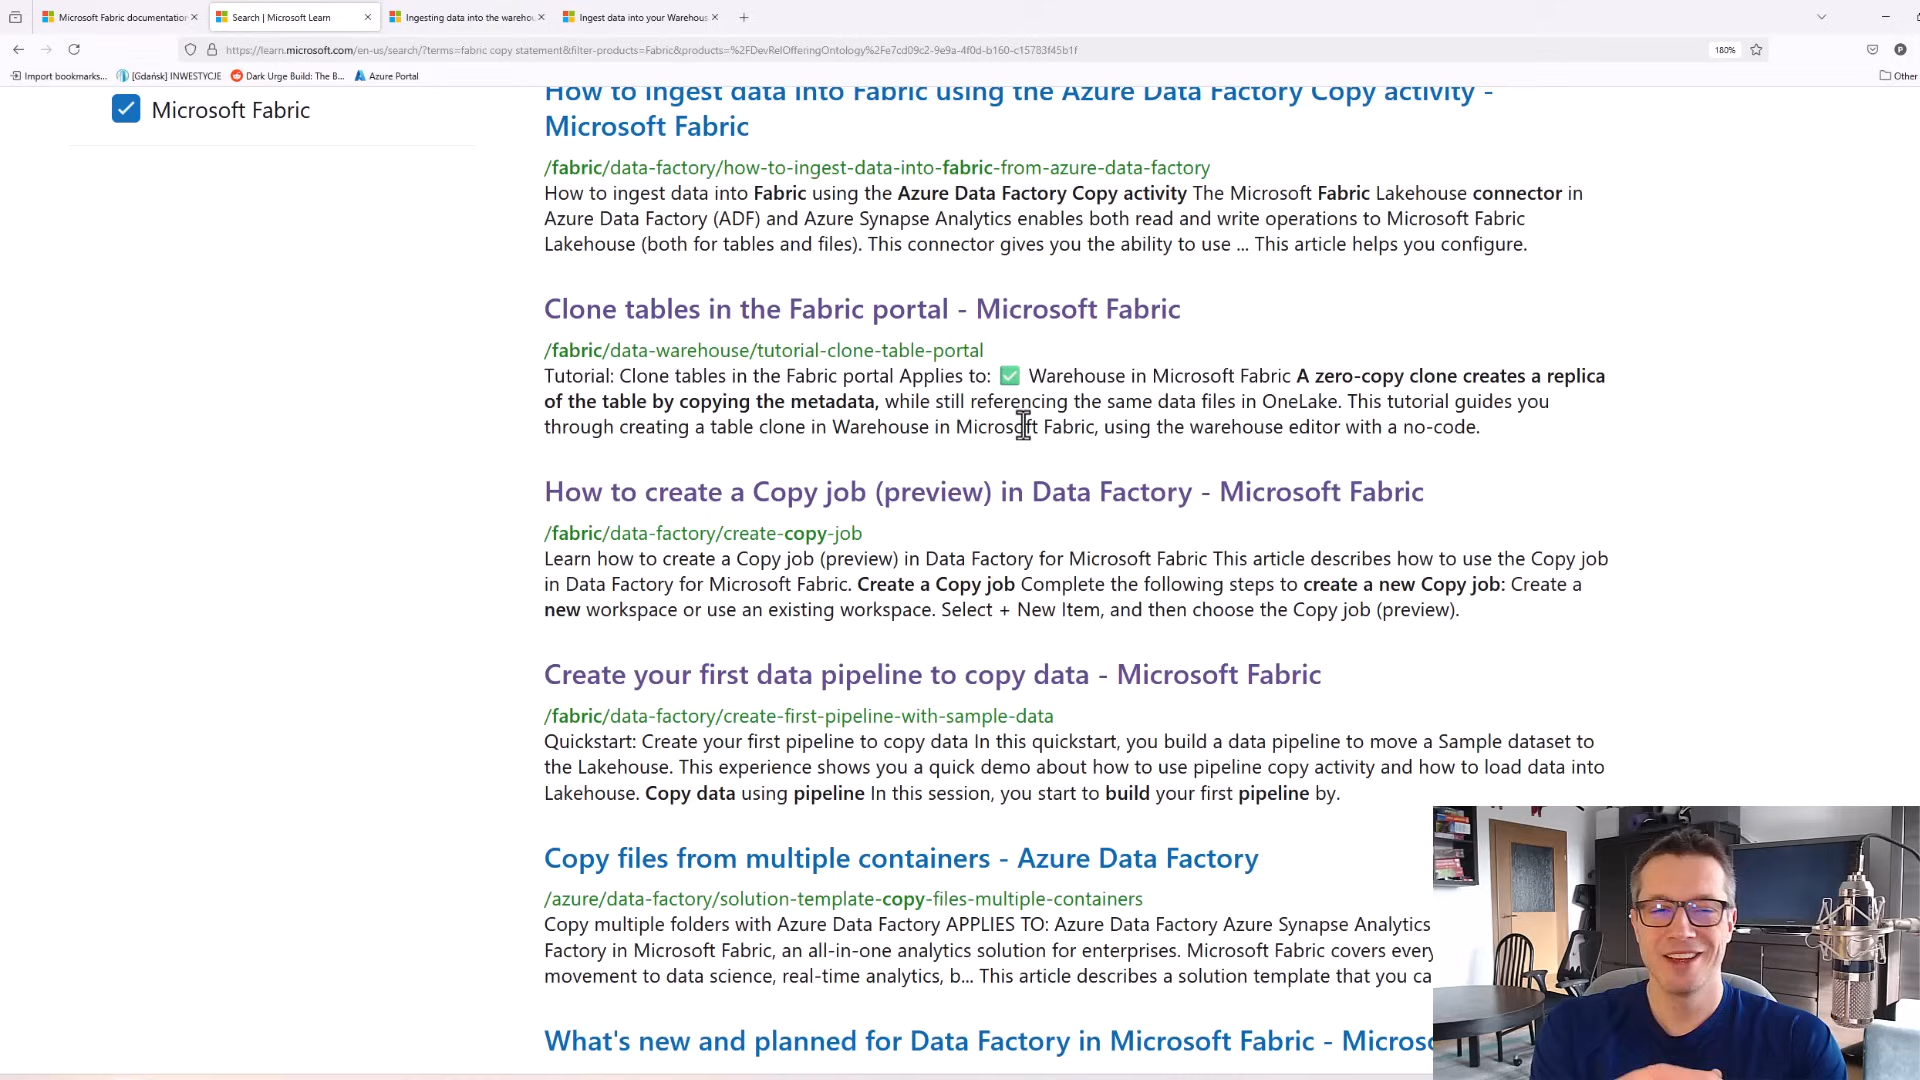 Microsoft Fabric documentation
Search | Microsoft Learn
Ingesting data into the warehou
Ingest data into your Warehous
https://learn.microsoft.com/en-us/search/?terms=fabric copy statement&filter-products=Fabric&products=%2FDevRelOfferingOntology%2Fe7cd09c2-9e9a-4f0d-b160-c15783f45b1f
180%
P
Import bookmarks...
[Gdańsk] INWESTYCJE
Dark Urge Build: The B...
Azure Portal
Other
Microsoft Fabric
How to ingest data into Fabric using the Azure Data Factory Copy activity -
Microsoft Fabric
/fabric/data-factory/how-to-ingest-data-into-fabric-from-azure-data-factory
How to ingest data into Fabric using the Azure Data Factory Copy activity The Microsoft Fabric Lakehouse connector in
Azure Data Factory (ADF) and Azure Synapse Analytics enables both read and write operations to Microsoft Fabric
Lakehouse (both for tables and files). This connector gives you the ability to use ... This article helps you configure.
Clone tables in the Fabric portal - Microsoft Fabric
/fabric/data-warehouse/tutorial-clone-table-portal
Tutorial: Clone tables in the Fabric portal Applies to: ✅ Warehouse in Microsoft Fabric A zero-copy clone creates a replica
of the table by copying the metadata, while still referencing the same data files in OneLake. This tutorial guides you
through creating a table clone in Warehouse in Microsoft Fabric, using the warehouse editor with a no-code.
How to create a Copy job (preview) in Data Factory - Microsoft Fabric
/fabric/data-factory/create-copy-job
Learn how to create a Copy job (preview) in Data Factory for Microsoft Fabric This article describes how to use the Copy job
in Data Factory for Microsoft Fabric. Create a Copy job Complete the following steps to create a new Copy job: Create a
new workspace or use an existing workspace. Select + New Item, and then choose the Copy job (preview).
Create your first data pipeline to copy data - Microsoft Fabric
/fabric/data-factory/create-first-pipeline-with-sample-data
Quickstart: Create your first pipeline to copy data In this quickstart, you build a data pipeline to move a Sample dataset to
the Lakehouse. This experience shows you a quick demo about how to use pipeline copy activity and how to load data into
Lakehouse. Copy data using pipeline In this session, you start to build your first pipeline by.
Copy files from multiple containers - Azure Data Factory
/azure/data-factory/solution-template-copy-files-multiple-containers
Copy multiple folders with Azure Data Factory APPLIES TO: Azure Data Factory Azure Synapse Analytics
Factory in Microsoft Fabric, an all-in-one analytics solution for enterprises. Microsoft Fabric covers every
movement to data science, real-time analytics, b... This article describes a solution template that you ca
What's new and planned for Data Factory in Microsoft Fabric - Micros